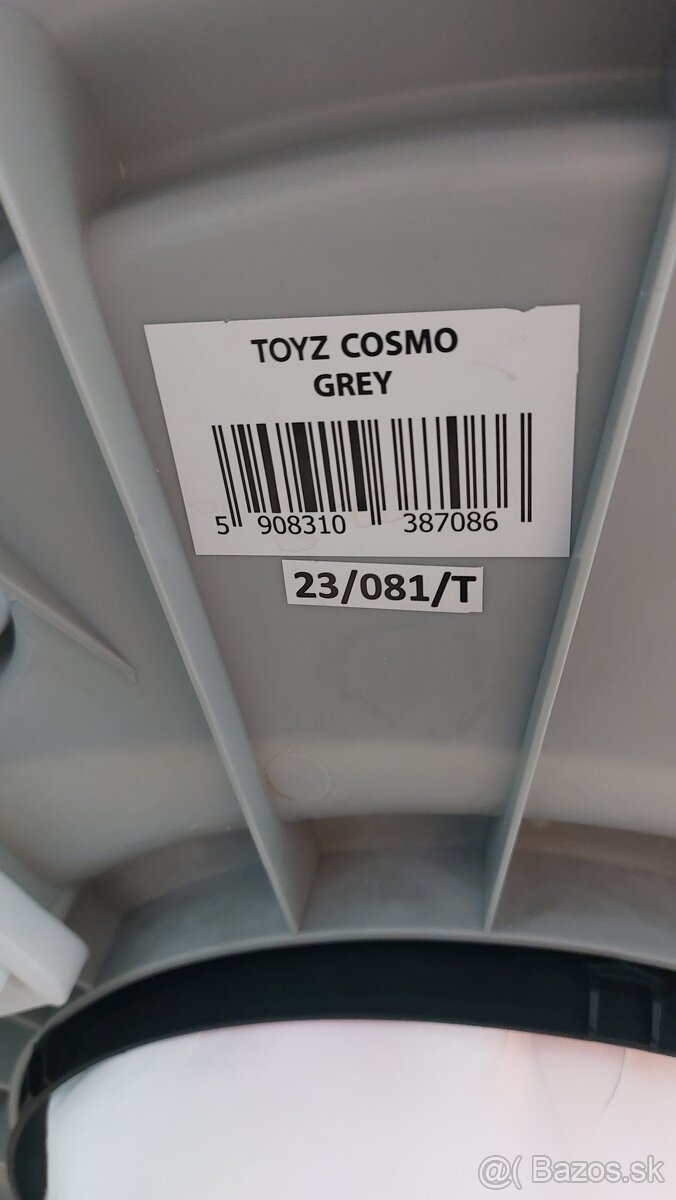 TOYZ COSMO
GREY
5 908310 387086
23/081/T
@( Bazos.sk